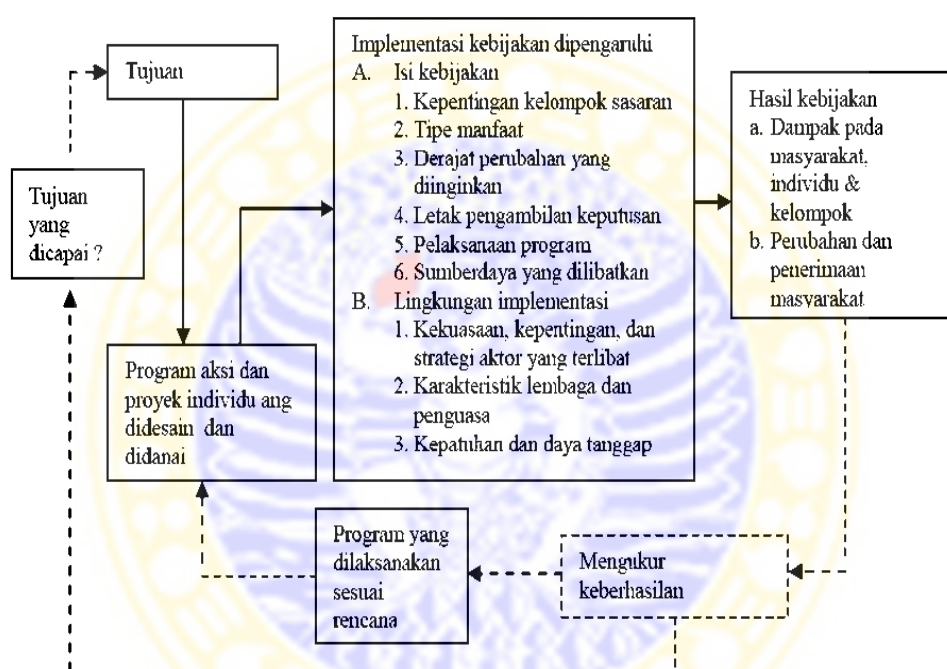 Tujuan
Tujuan
yang
dicapai ?
Program aksi dan
proyek individu ang
didesain dan
didanai
Implementasi kebijakan dipengaruhi
A. Isi kebijakan
1. Kepentingan kelompok sasaran
2. Tipe manfaat
3. Derajat perubahan yang
diinginkan
4. Letak pengambilan keputusan
5. Pelaksanaan program
6. Sumberdaya yang dilibatkan
B. Lingkungan implementasi
1. Kekuasaan, kepentingan, dan
strategi aktor yang terlibat
2. Karakteristik lembaga dan
penguasa
3. Kepatuhan dan daya tanggap
Hasil kebijakan
a. Dampak pada
masyarakat,
individu &
kelompok
b. Perubahan dan
penerimaan
masyarakat
Program yang
dilaksanakan
sesuai
rencana
Mengukur
keberhasilan